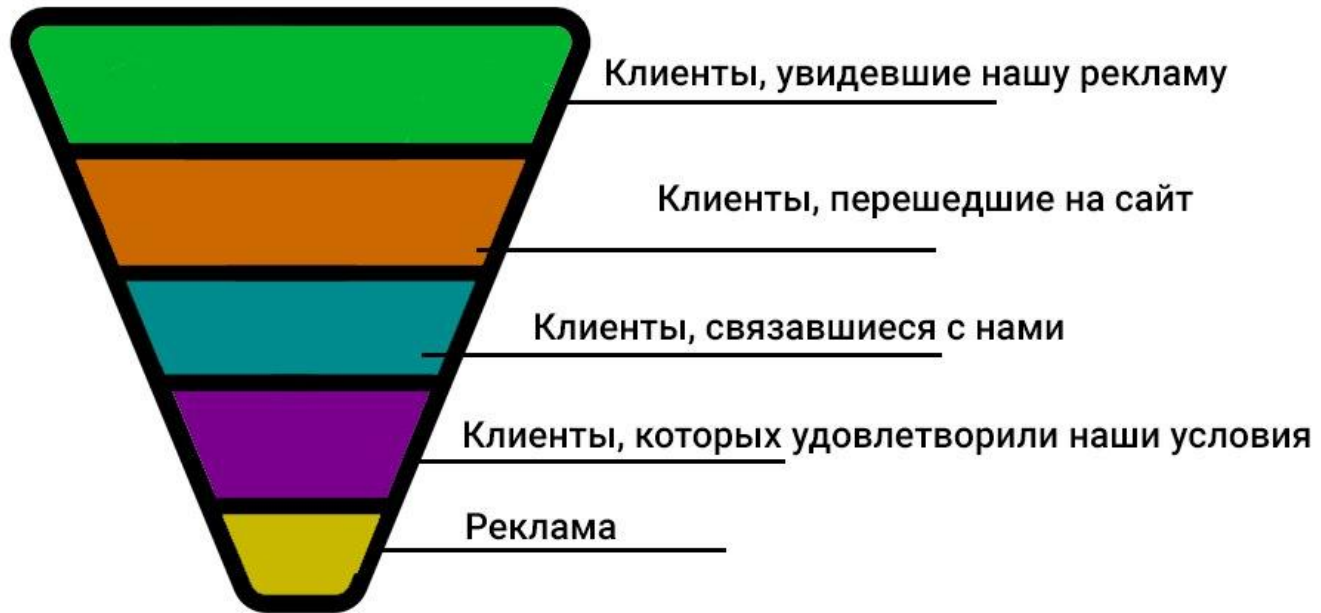 Клиенты, увидевшие нашу рекламу
Клиенты, перешедшие на сайт
Клиенты, связавшиеся с нами
Клиенты, которых удовлетворили наши условия
Реклама